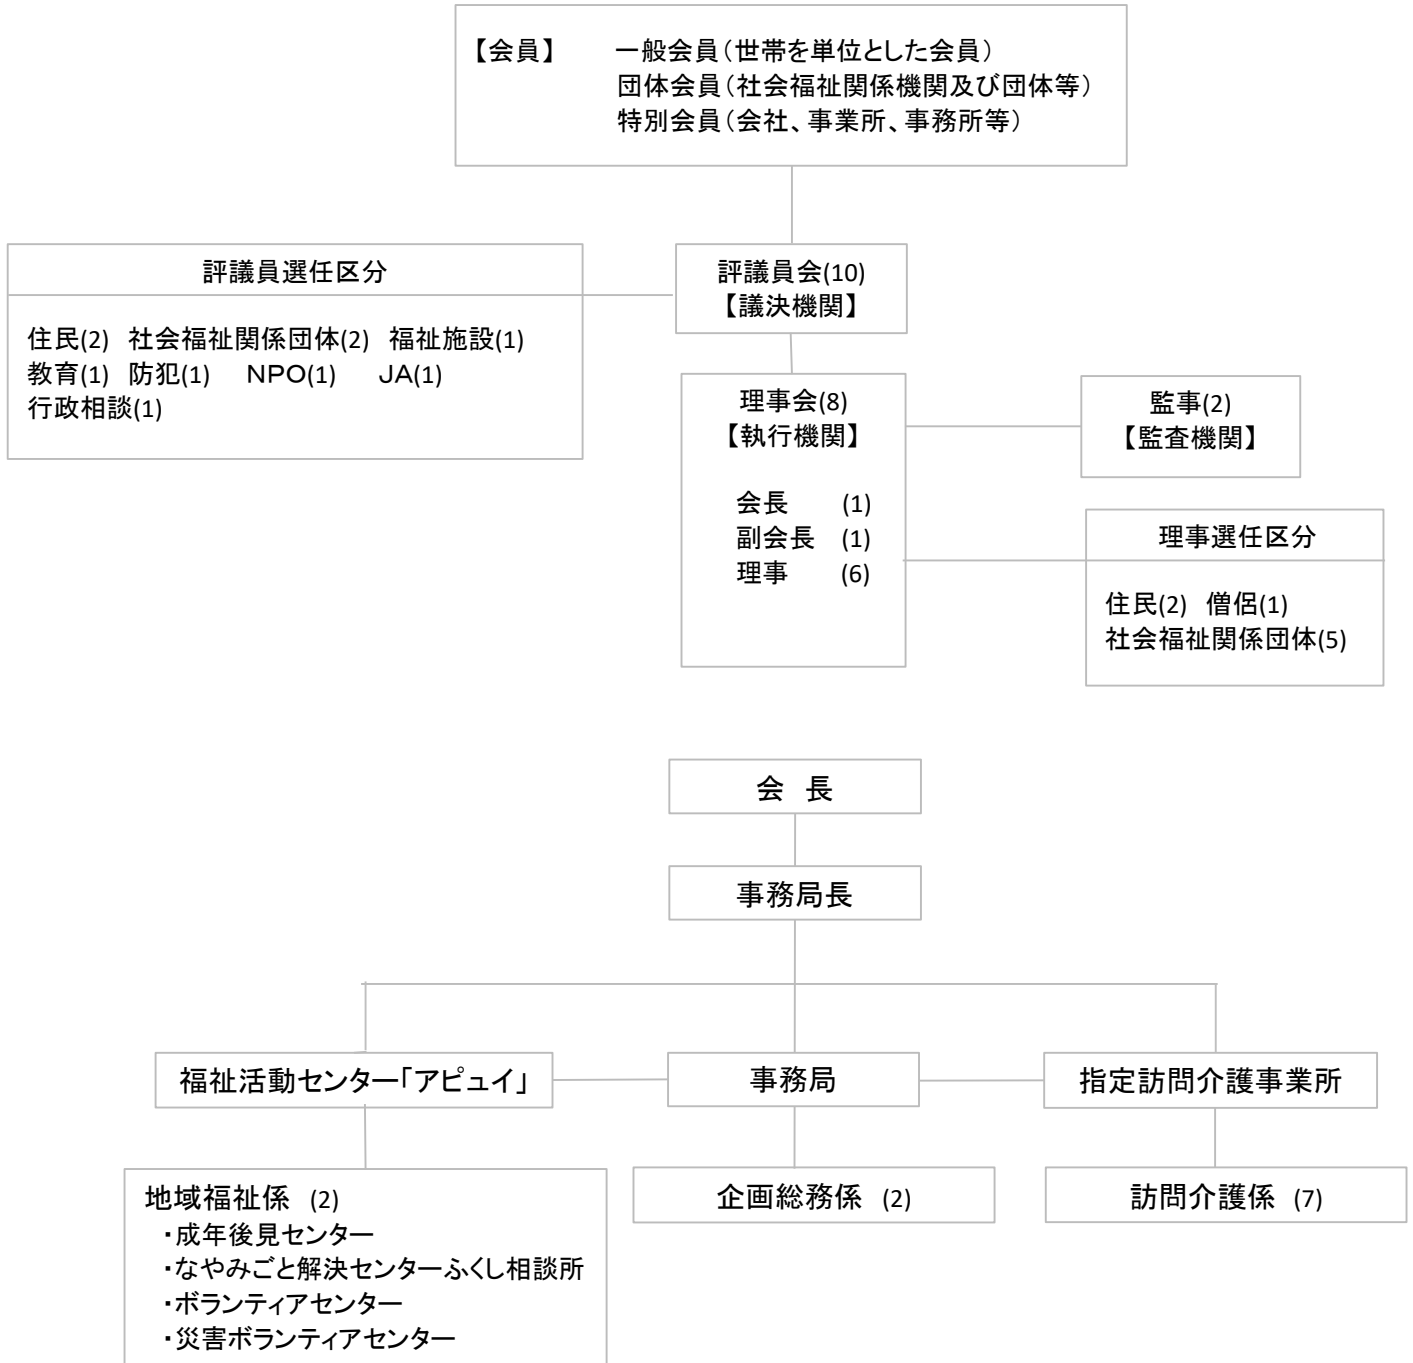 【会員】 一般会員(世帯を単位とした会員)
団体会員(社会福祉関係機関及び団体等)
特別会員(会社、事業所、事務所等)
評議員選任区分
住民(2) 社会福祉関係団体(2) 福祉施設(1)
教育(1) 防犯(1) NPO(1) JA(1)
行政相談(1)
評議員会(10)
【議決機関】
理事会(8)
【執行機関】
会長 (1)
副会長 (1)
理事 (6)
監事(2)
【監査機関】
理事選任区分
住民(2) 僧侶(1)
社会福祉関係団体(5)
会 長
事務局長
福祉活動センター「アピュイ」
事務局
指定訪問介護事業所
地域福祉係 (2)
・成年後見センター
・なやみごと解決センターふくし相談所
・ボランティアセンター
・災害ボランティアセンター
企画総務係 (2)
訪問介護係 (7)